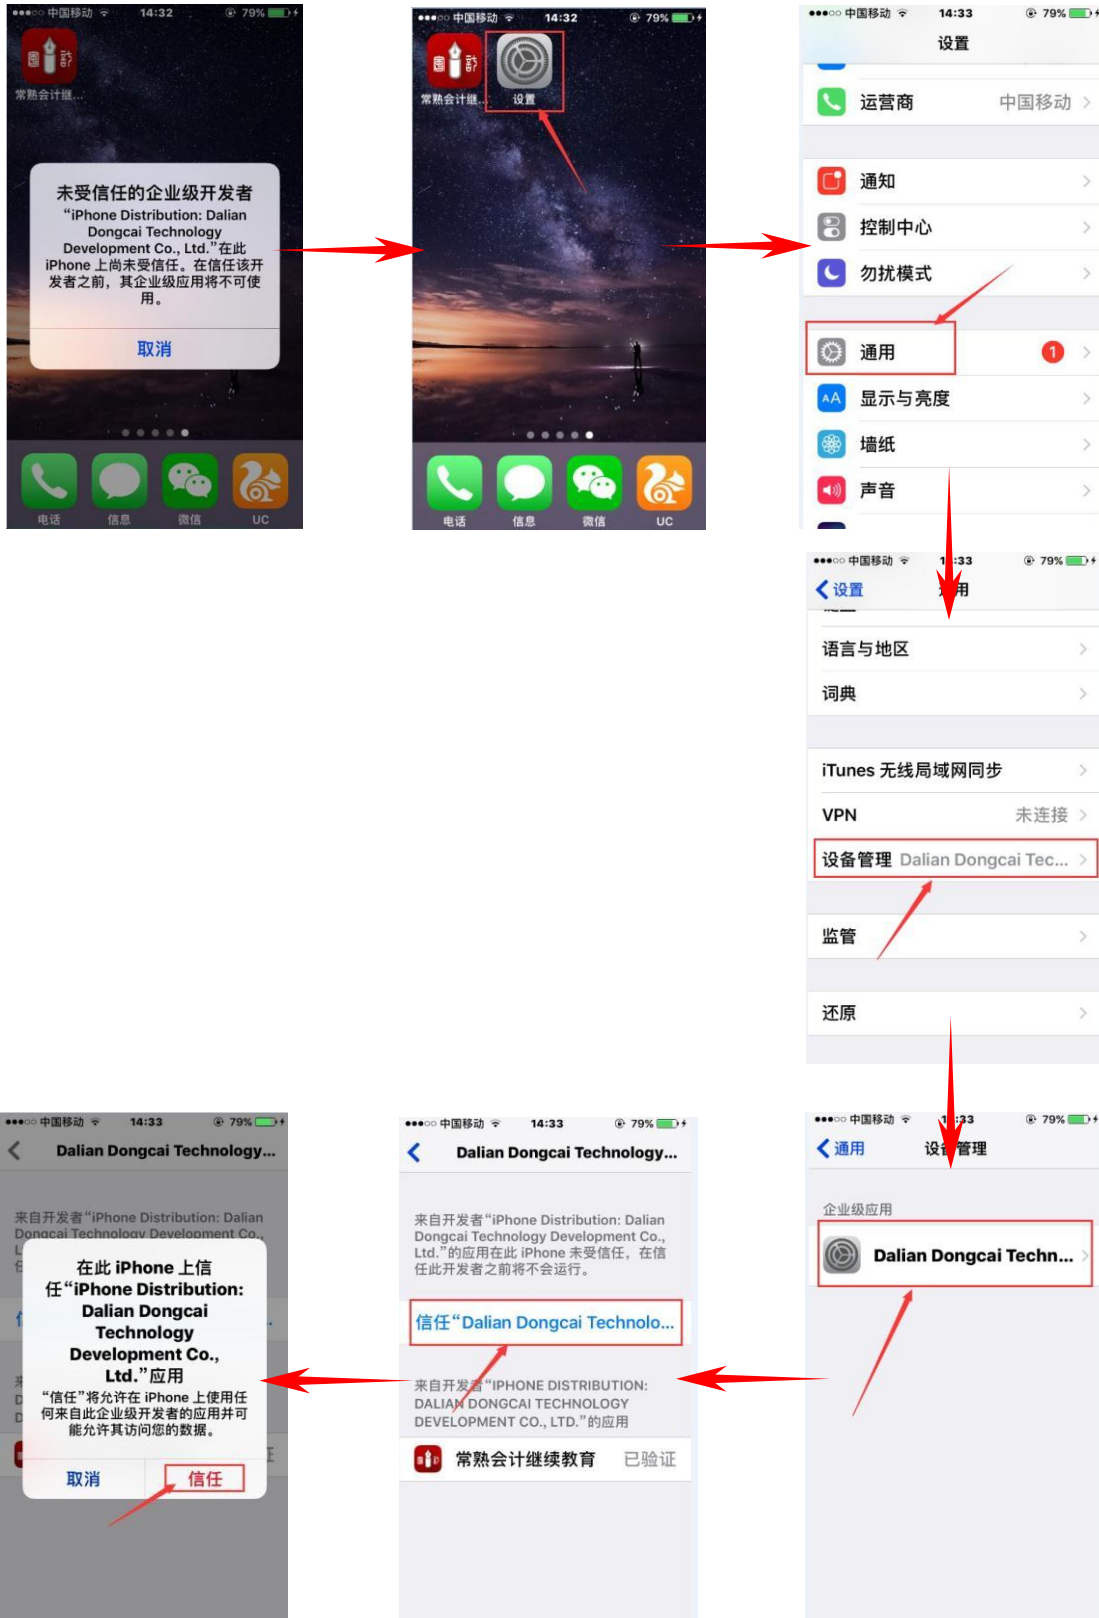 中国移动 14:32 79%
常熟会计继...
未受信任的企业级开发者
“iPhone Distribution: Dalian
Dongcai Technology
Development Co., Ltd.”在此
iPhone 上尚未受信任。在信任该开
发者之前，其企业级应用将不可使
用。
取消
电话 信息 微信 UC
中国移动 14:32 79%
常熟会计继... 设置
电话 信息 微信 UC
中国移动 14:33 79%
设置
运营商 中国移动
通知
控制中心
勿扰模式
通用 1
AA 显示与亮度
墙纸
声音
中国移动 1:33 79%
设置 用
语言与地区
词典
iTunes 无线局域网同步
VPN 未连接
设备管理 Dalian Dongcai Tec...
监管
还原
中国移动 1:33 79%
通用 设备管理
企业级应用
Dalian Dongcai Techn...
中国移动 14:33 79%
Dalian Dongcai Technology...
来自开发者“iPhone Distribution: Dalian
Dongcai Technology Development Co.,
Ltd.”的应用在此 iPhone 未受信任，在信
任此开发者之前将不会运行。
信任“Dalian Dongcai Technolo...
来自开发者“IPHONE DISTRIBUTION:
DALIAN DONGCAI TECHNOLOGY
DEVELOPMENT CO., LTD.”的应用
常熟会计继续教育 已验证
中国移动 14:33 79%
Dalian Dongcai Technology...
来自开发者“iPhone Distribution: Dalian
Dongcai Technology Development Co.,
在此 iPhone 上信
任“iPhone Distribution:
Dalian Dongcai
Technology
Development Co.,
Ltd.”应用
“信任”将允许在 iPhone 上使用任
何来自此企业级开发者的应用并可
能允许其访问您的数据。
取消 信任